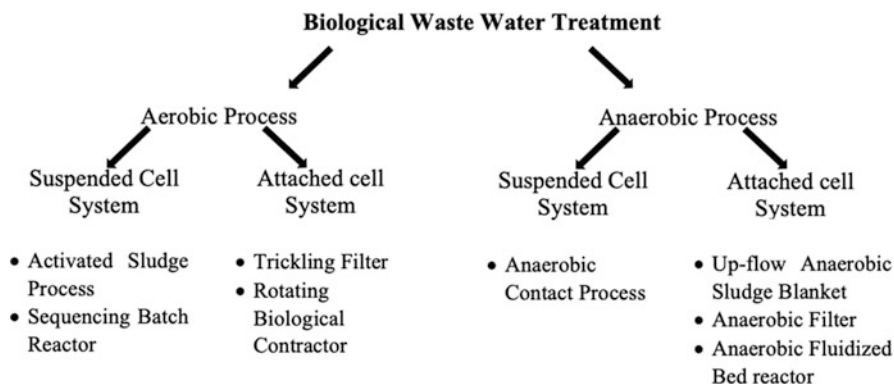 Biological Waste Water Treatment
Aerobic Process
Anaerobic Process
Suspended Cell
System
Attached cell
System
Suspended Cell
System
Attached cell
System
• Activated Sludge
Process
• Sequencing Batch
Reactor
• Trickling Filter
• Rotating
Biological
Contractor
• Anaerobic
Contact Process
• Up-flow Anaerobic
Sludge Blanket
• Anaerobic Filter
• Anaerobic Fluidized
Bed reactor